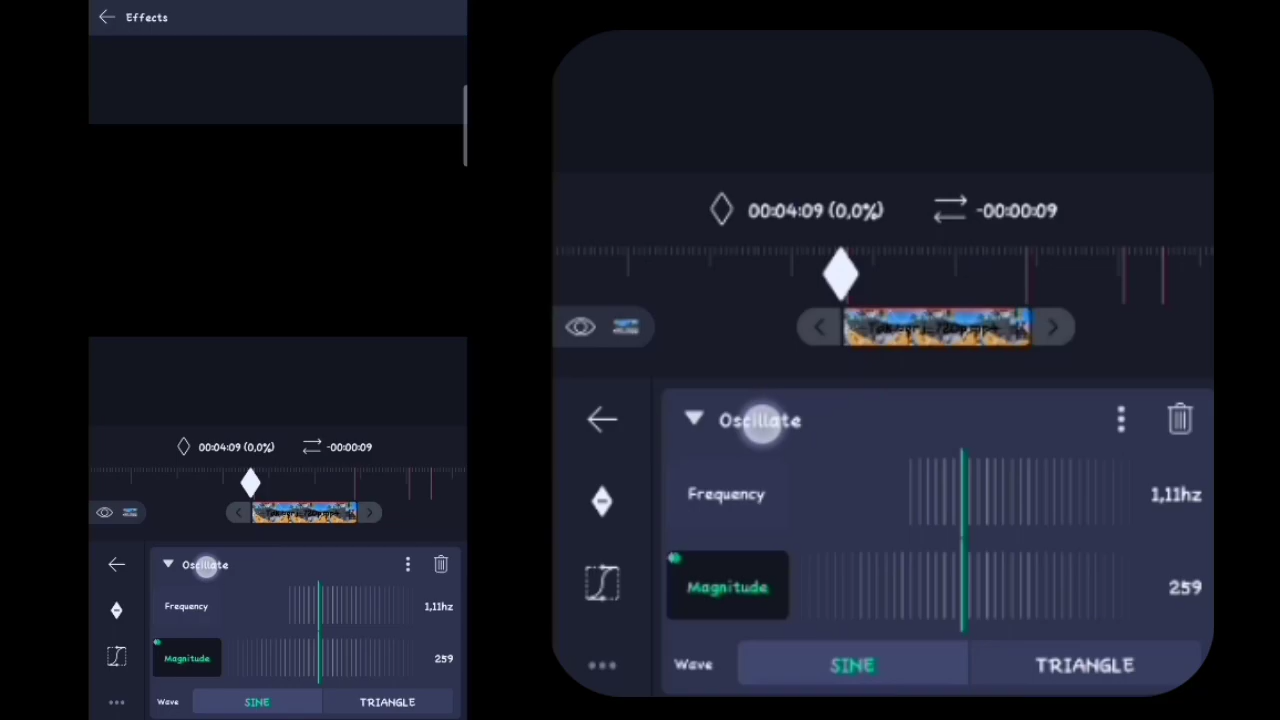 Effects
00:04:09 (0,0%) -00:00:09
Oscillate
Frequency 1,11hz
Magnitude 259
Wave SINE TRIANGLE
00:04:09 (0,0%) -00:00:09
Oscillate
Frequency 1,11hz
Magnitude 259
Wave SINE TRIANGLE